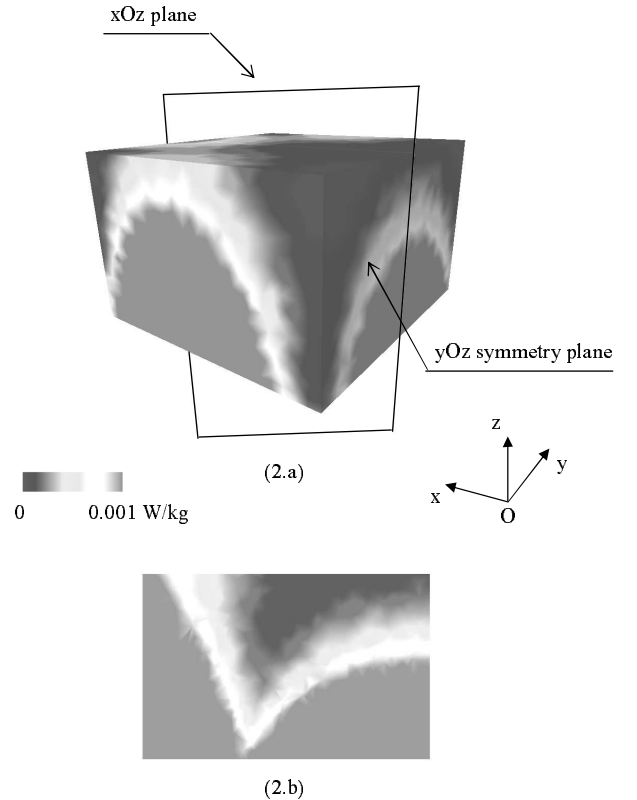 xOz plane
yOz symmetry plane
(2.a)
z
y
x
O
0 0.001 W/kg
(2.b)